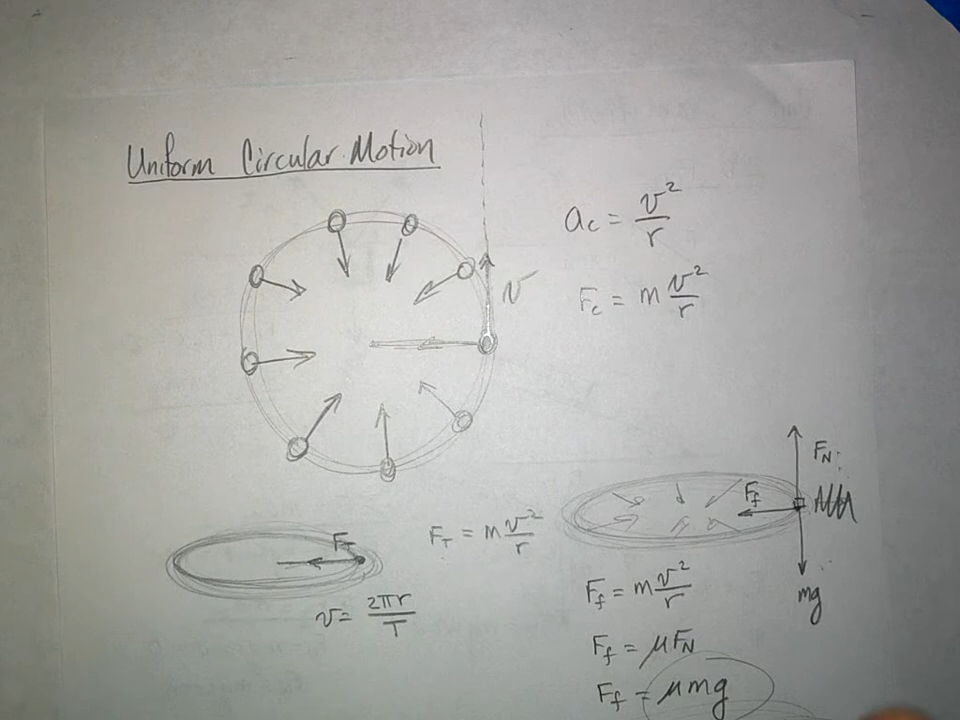 Uniform Circular Motion
a_c = v²/r
v
F_c = m v²/r
F_N
F_f
F_T
F_T = m v²/r
v = 2πr/T
F_f = m v²/r
mg
F_f = μF_N
F_f = μmg